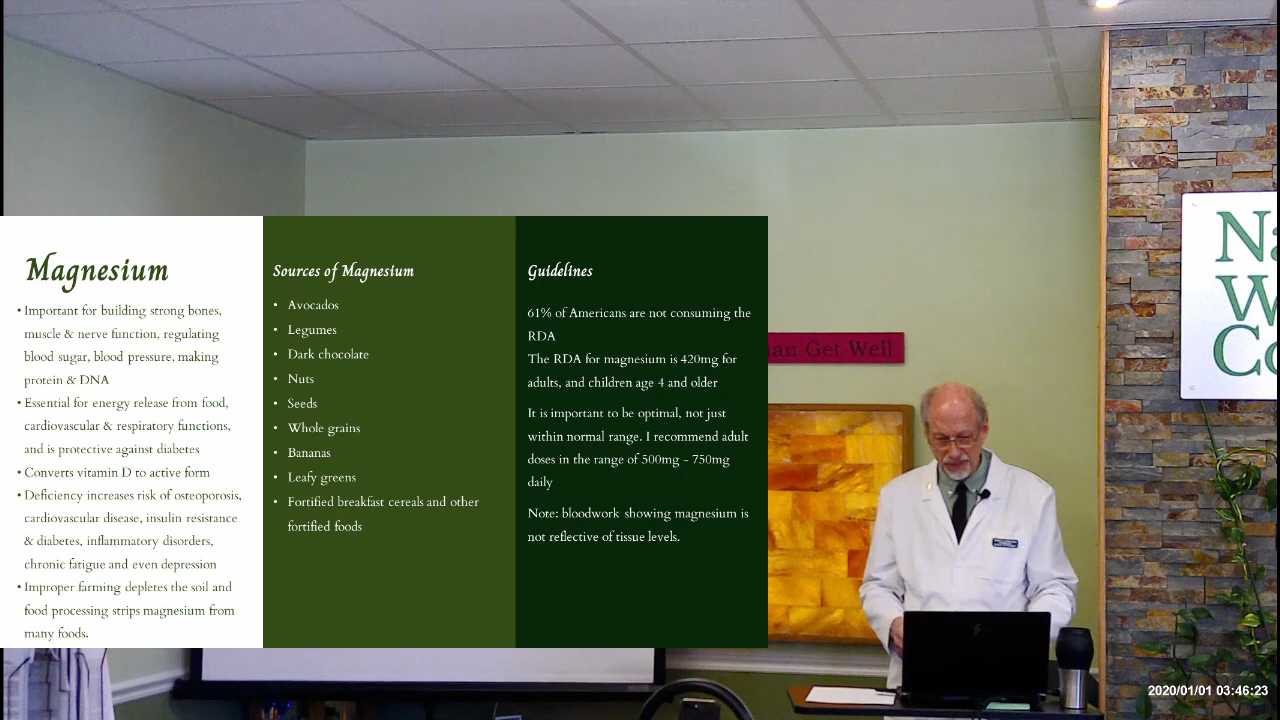 Magnesium
• Important for building strong bones,
muscle & nerve function, regulating
blood sugar, blood pressure, making
protein & DNA
• Essential for energy release from food,
cardiovascular & respiratory functions,
and is protective against diabetes
• Converts vitamin D to active form
• Deficiency increases risk of osteoporosis,
cardiovascular disease, insulin resistance
& diabetes, inflammatory disorders,
chronic fatigue and even depression
• Improper farming depletes the soil and
food processing strips magnesium from
many foods.
Sources of Magnesium
• Avocados
• Legumes
• Dark chocolate
• Nuts
• Seeds
• Whole grains
• Bananas
• Leafy greens
• Fortified breakfast cereals and other
fortified foods
Guidelines
61% of Americans are not consuming the
RDA
The RDA for magnesium is 420mg for
adults, and children age 4 and older
It is important to be optimal, not just
within normal range. I recommend adult
doses in the range of 500mg - 750mg
daily
Note: bloodwork showing magnesium is
not reflective of tissue levels.
an Get Well
Na
W
Co
2020/01/01 03:46:23